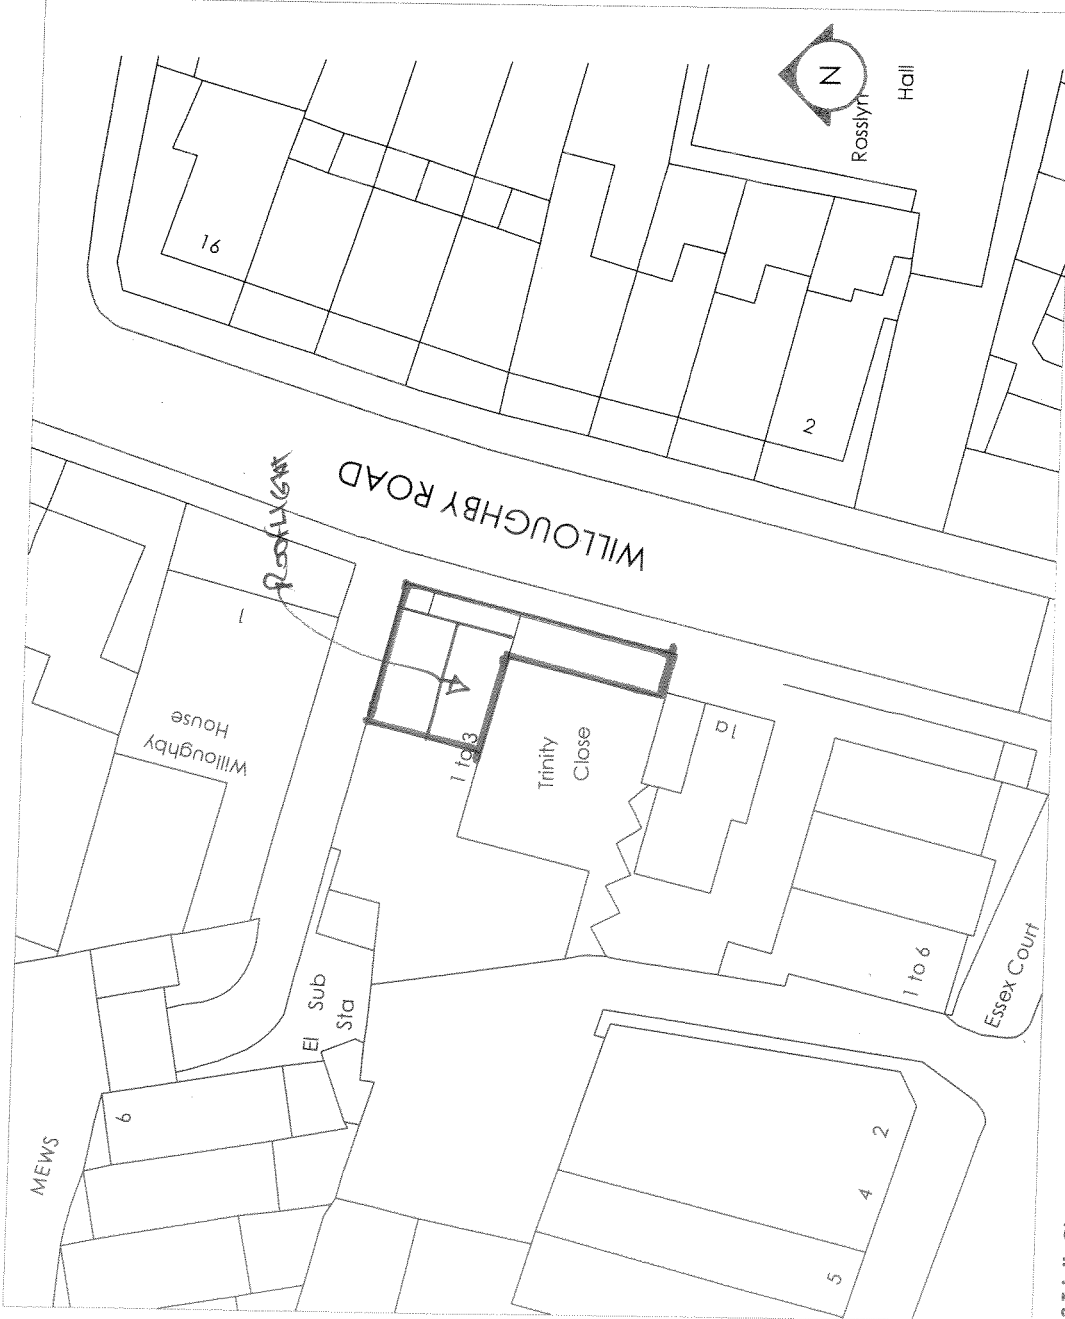 N
Rosslyn
Hall
16
ROOFLIGHT
WILLOUGHBY ROAD
2
1
Willoughby
House
1 to 3
Trinity
Close
1a
El Sub
Sta
1 to 6
Essex Court
MEWS
6
2
4
5